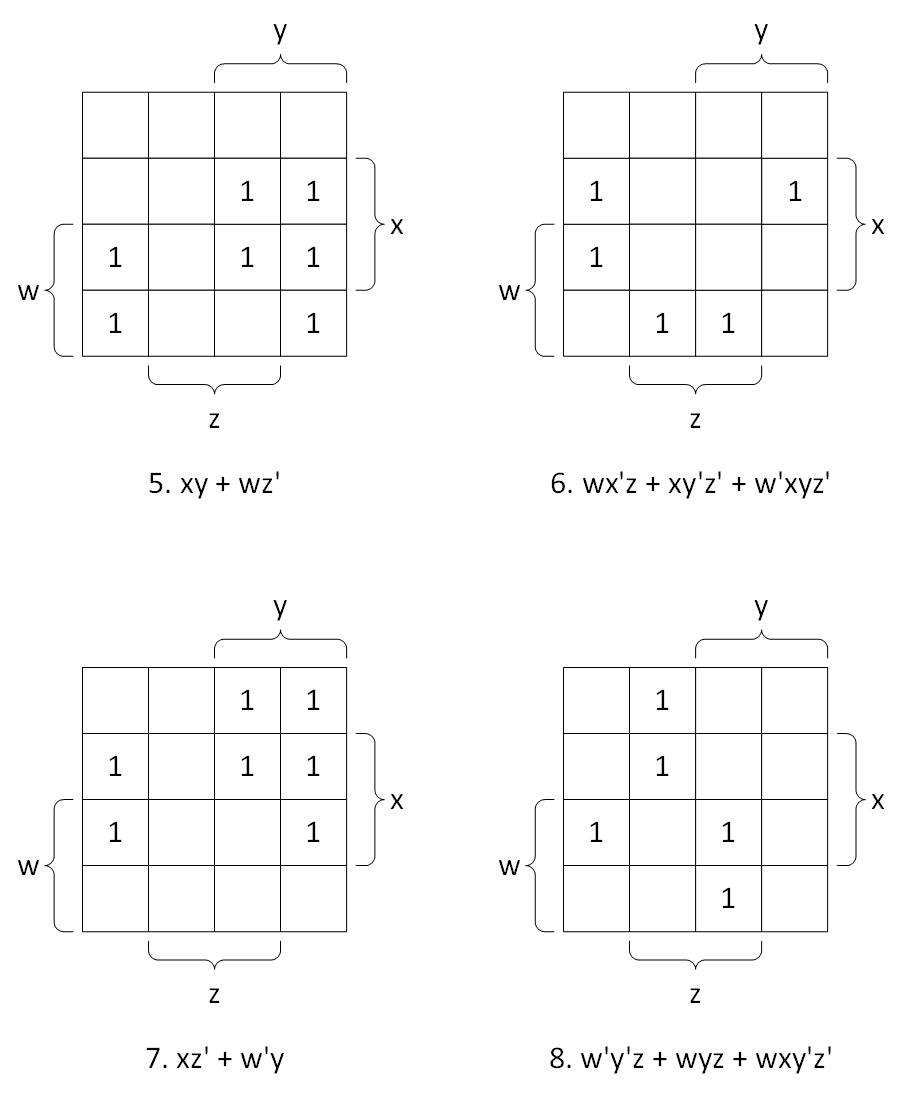 y y
1 1 1 1
x x
1 1 1 1
w w
1 1 1 1
z z
5. xy + wz' 6. wx'z + xy'z' + w'xyz'
y y
1 1 1
1 1 1 1
x x
1 1 1 1
w w
1
z z
7. xz' + w'y 8. w'y'z + wyz + wxy'z'